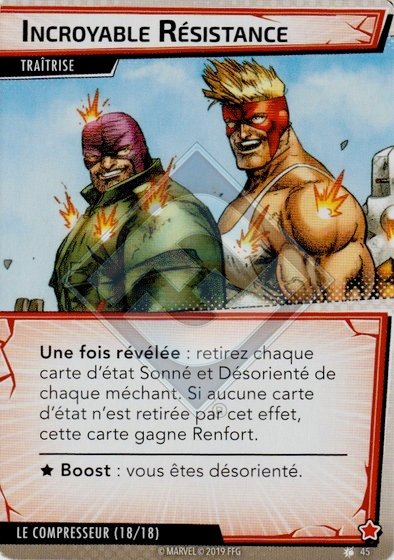 INCROYABLE RÉSISTANCE
TRAÎTRISE
Une fois révélée : retirez chaque
carte d'état Sonné et Désorienté de
chaque méchant. Si aucune carte
d'état n'est retirée par cet effet,
cette carte gagne Renfort.
★ Boost : vous êtes désorienté.
LE COMPRESSEUR (18/18)
© MARVEL © 2019 FFG
45